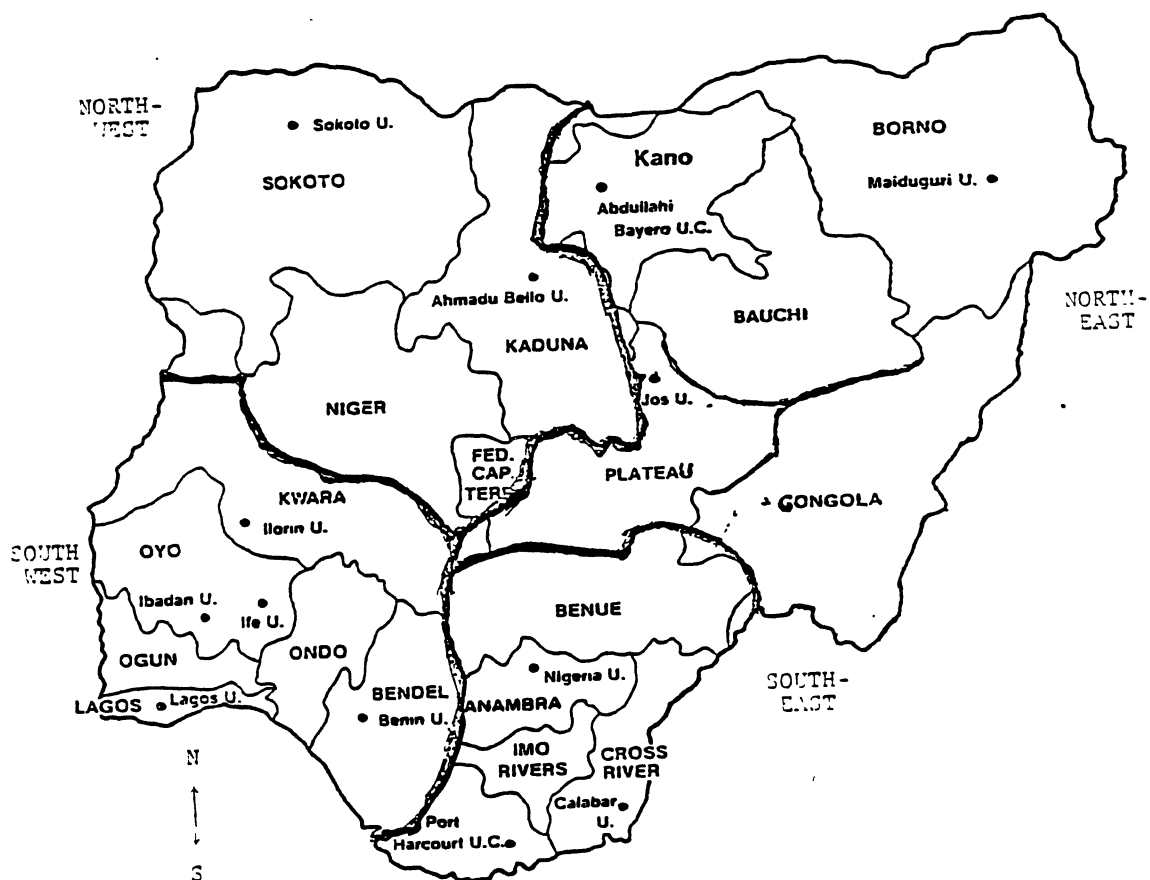 NORTH-
WEST
Sokoto U.
SOKOTO
BORNO
Kano
Maiduguri U.
Abdullahi
Bayero U.C.
Ahmadu Bello U.
KADUNA
BAUCHI
NORTH-
EAST
NIGER
Jos U.
FED.
CAP
TERS
PLATEAU
KWARA
GONGOLA
Ilorin U.
SOUTH
WEST
OYO
Ibadan U.
Ife U.
BENUE
OGUN
ONDO
Nigeria U.
SOUTH-
EAST
BENDEL
ANAMBRA
LAGOS
Lagos U.
Benin U.
IMO
RIVERS
CROSS
RIVER
N
Calabar
U.
Port
Harcourt U.C.
S